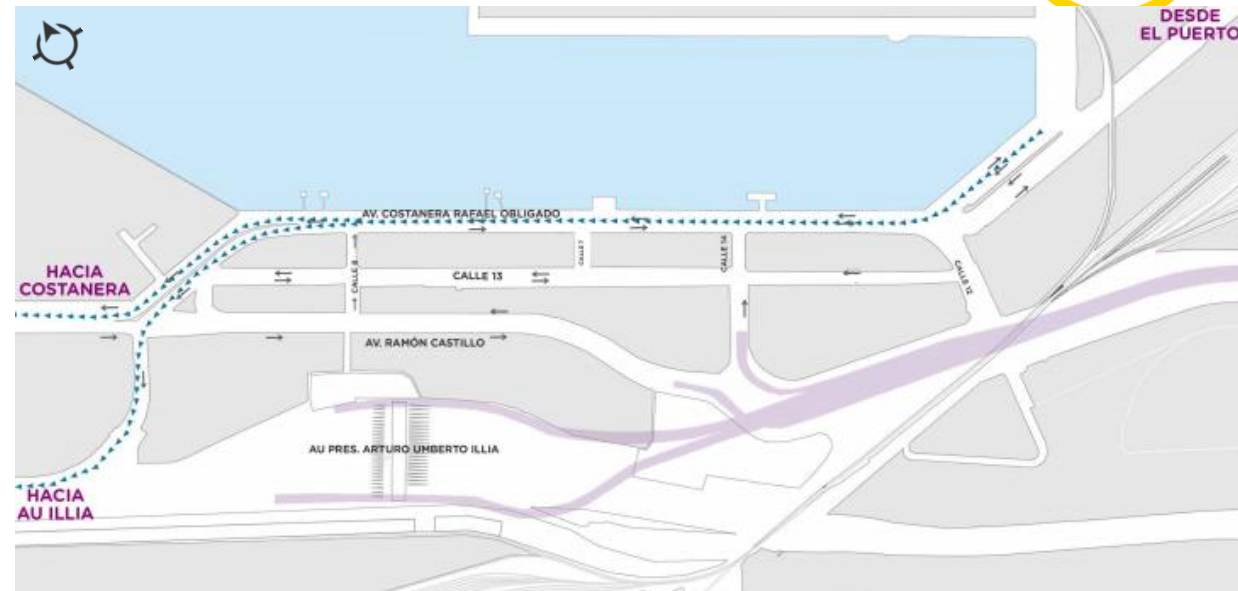 DESDE
EL PUERTO
AV. COSTANERA RAFAEL OBLIGADO
CALLE 7
CALLE 14
CALLE 8
CALLE 13
CALLE 12
HACIA
COSTANERA
AV. RAMÓN CASTILLO
AU PRES. ARTURO UMBERTO ILLIA
HACIA
AU ILLIA